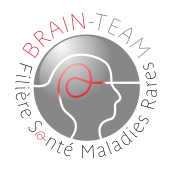 BRAIN-TEAM
Filière Santé Maladies Rares